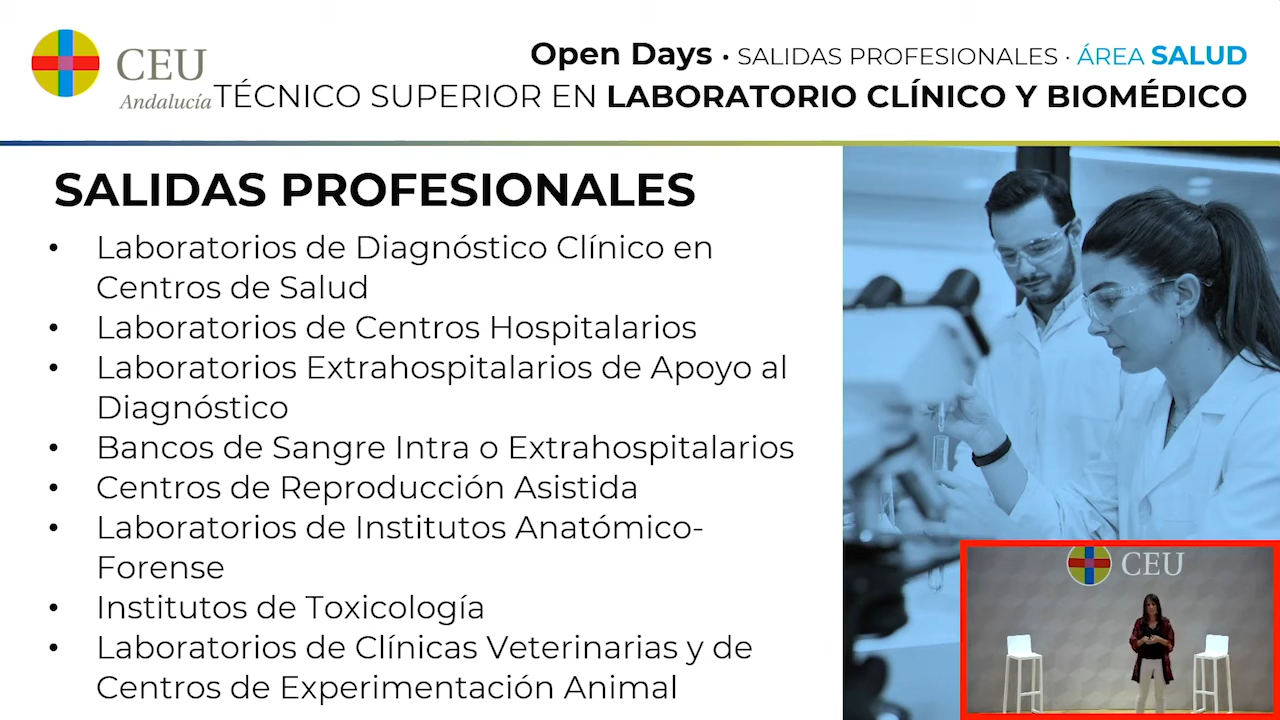 CEU
Andalucía
Open Days · SALIDAS PROFESIONALES · ÁREA SALUD
TÉCNICO SUPERIOR EN LABORATORIO CLÍNICO Y BIOMÉDICO
SALIDAS PROFESIONALES
• Laboratorios de Diagnóstico Clínico en
Centros de Salud
• Laboratorios de Centros Hospitalarios
• Laboratorios Extrahospitalarios de Apoyo al
Diagnóstico
• Bancos de Sangre Intra o Extrahospitalarios
• Centros de Reproducción Asistida
• Laboratorios de Institutos Anatómico-
Forense
• Institutos de Toxicología
• Laboratorios de Clínicas Veterinarias y de
Centros de Experimentación Animal
CEU